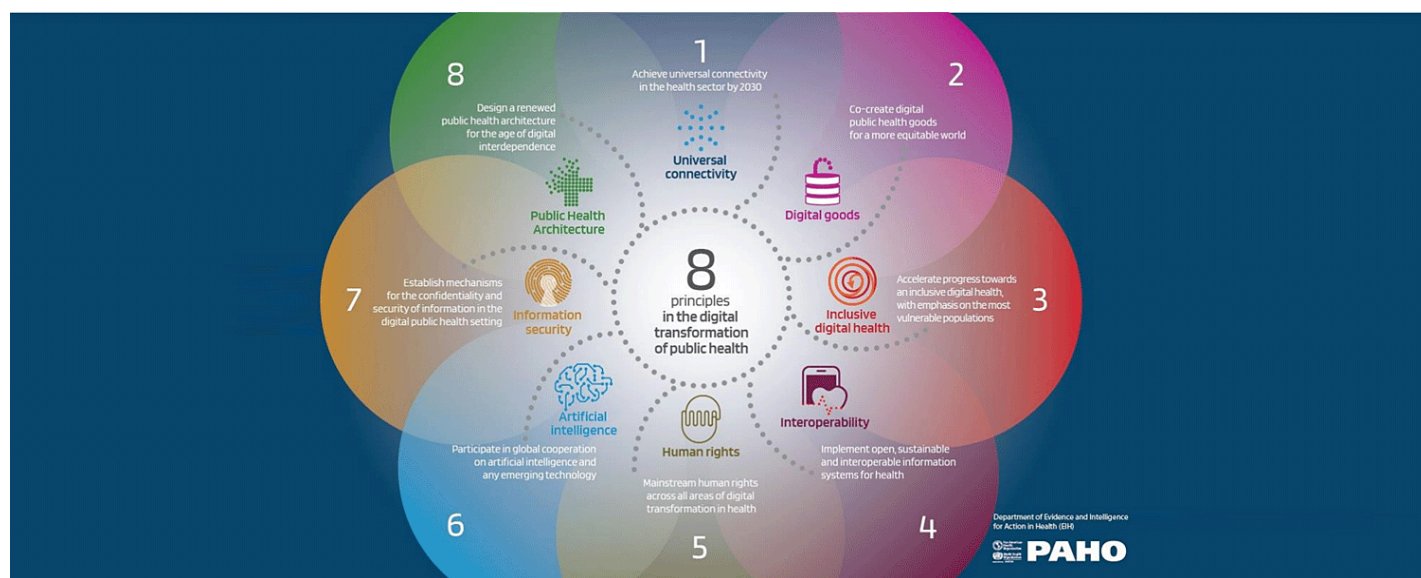 1
Achieve universal connectivity
in the health sector by 2030
Universal
connectivity
2
Co-create digital
public health goods
for a more equitable world
Digital goods
3
Accelerate progress towards
an inclusive digital health,
with emphasis on the most
vulnerable populations
Inclusive
digital health
4
Interoperability
Implement open, sustainable
and interoperable information
systems for health
5
Human rights
Mainstream human rights
across all areas of digital
transformation in health
6
Artificial
intelligence
Participate in global cooperation
on artificial intelligence and
any emerging technology
7
Establish mechanisms
for the confidentiality and
security of information in the
digital public health setting
Information
security
8
Design a renewed
public health architecture
for the age of digital
interdependence
Public Health
Architecture
8
principles
in the digital
transformation
of public health
Department of Evidence and Intelligence
for Action in Health (EIH)
PAHO